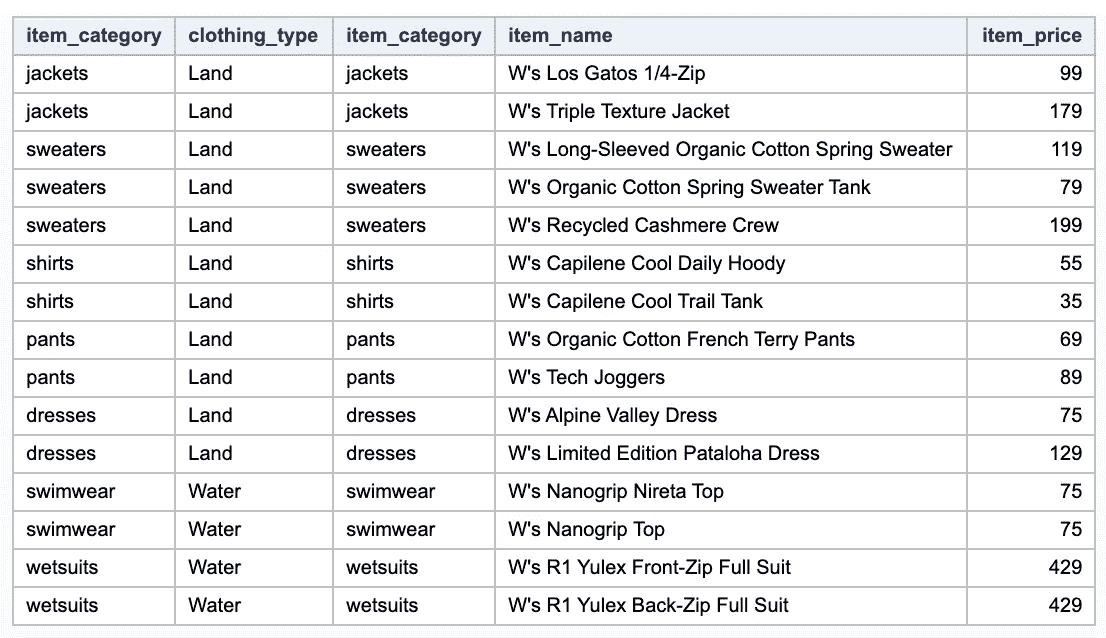 item_category clothing_type item_category item_name item_price
jackets Land jackets W's Los Gatos 1/4-Zip 99
jackets Land jackets W's Triple Texture Jacket 179
sweaters Land sweaters W's Long-Sleeved Organic Cotton Spring Sweater 119
sweaters Land sweaters W's Organic Cotton Spring Sweater Tank 79
sweaters Land sweaters W's Recycled Cashmere Crew 199
shirts Land shirts W's Capilene Cool Daily Hoody 55
shirts Land shirts W's Capilene Cool Trail Tank 35
pants Land pants W's Organic Cotton French Terry Pants 69
pants Land pants W's Tech Joggers 89
dresses Land dresses W's Alpine Valley Dress 75
dresses Land dresses W's Limited Edition Pataloha Dress 129
swimwear Water swimwear W's Nanogrip Nireta Top 75
swimwear Water swimwear W's Nanogrip Top 75
wetsuits Water wetsuits W's R1 Yulex Front-Zip Full Suit 429
wetsuits Water wetsuits W's R1 Yulex Back-Zip Full Suit 429